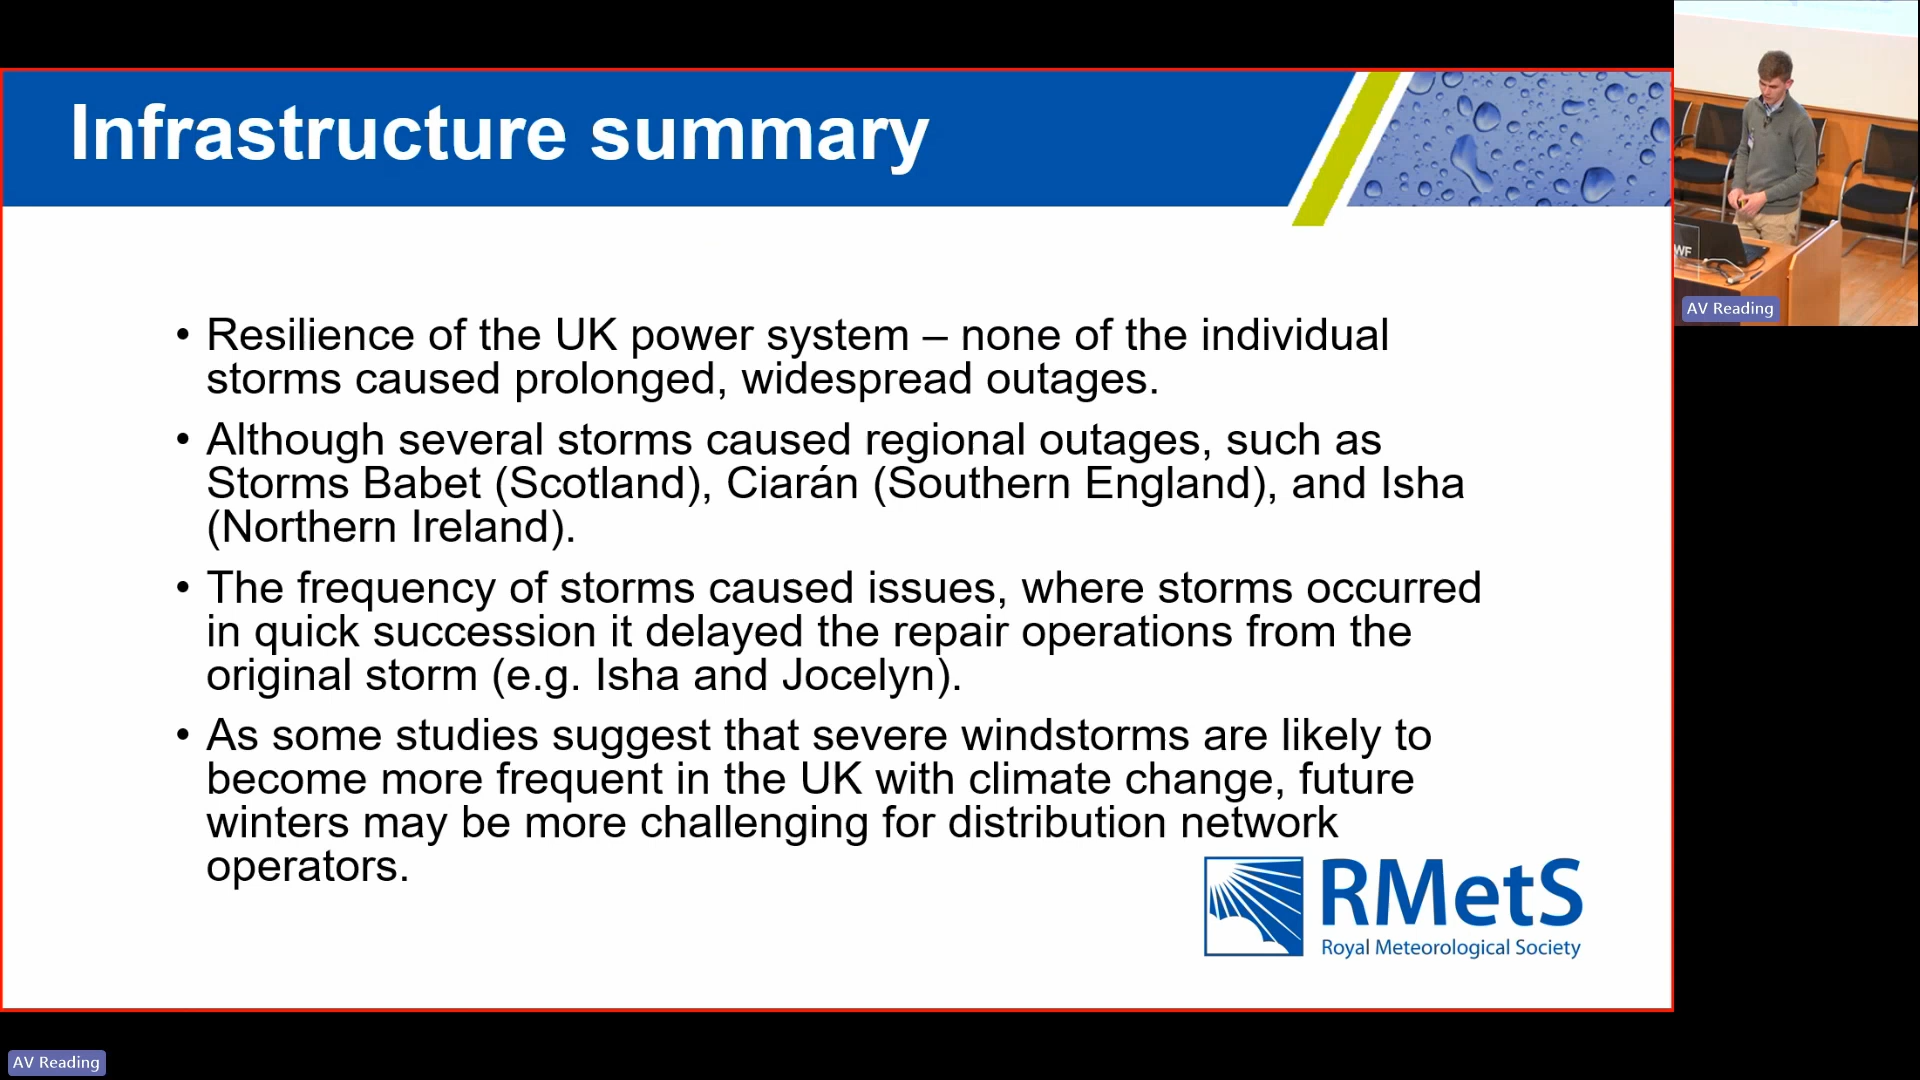 Infrastructure summary
• Resilience of the UK power system – none of the individual
storms caused prolonged, widespread outages.
• Although several storms caused regional outages, such as
Storms Babet (Scotland), Ciarán (Southern England), and Isha
(Northern Ireland).
• The frequency of storms caused issues, where storms occurred
in quick succession it delayed the repair operations from the
original storm (e.g. Isha and Jocelyn).
• As some studies suggest that severe windstorms are likely to
become more frequent in the UK with climate change, future
winters may be more challenging for distribution network
operators.
RMetS
Royal Meteorological Society
WF
AV Reading
AV Reading